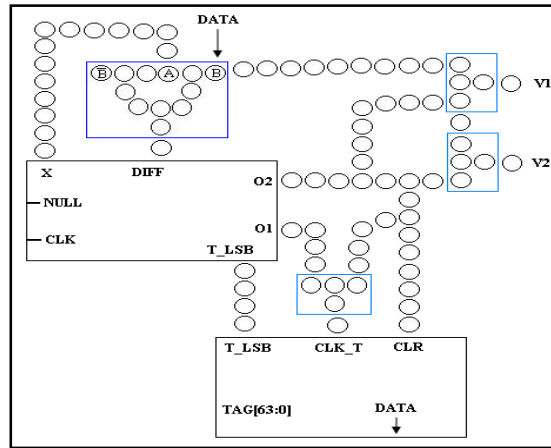 DATA
B A B V1
X DIFF O2 V2
NULL
O1
CLK
T_LSB
T_LSB CLK_T CLR
TAG[63:0] DATA